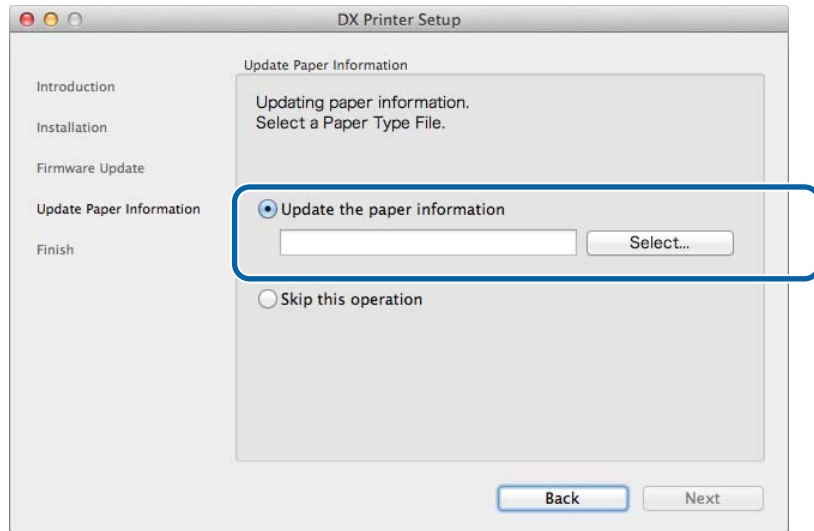 DX Printer Setup
Introduction
Installation
Firmware Update
Update Paper Information
Finish
Update Paper Information
Updating paper information.
Select a Paper Type File.
Update the paper information
Select...
Skip this operation
Back
Next